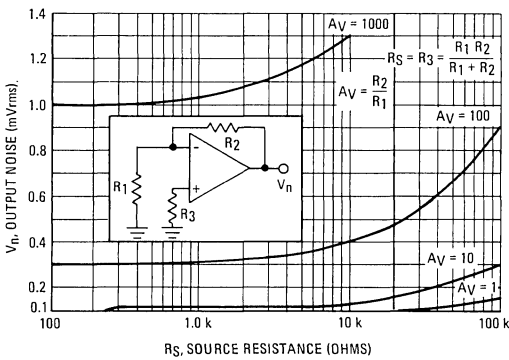 1.4
1.0
0.8
0.6
0.4
0.2
0.1
Vn, OUTPUT NOISE (mVrms).
AV = 1000
RS = R3 = R1 R2 / R1 + R2
AV = R2 / R1
AV = 100
R2
R1
R3
-
+
Vn
AV = 10
AV = 1
100
1.0 k
10 k
100 k
RS, SOURCE RESISTANCE (OHMS)